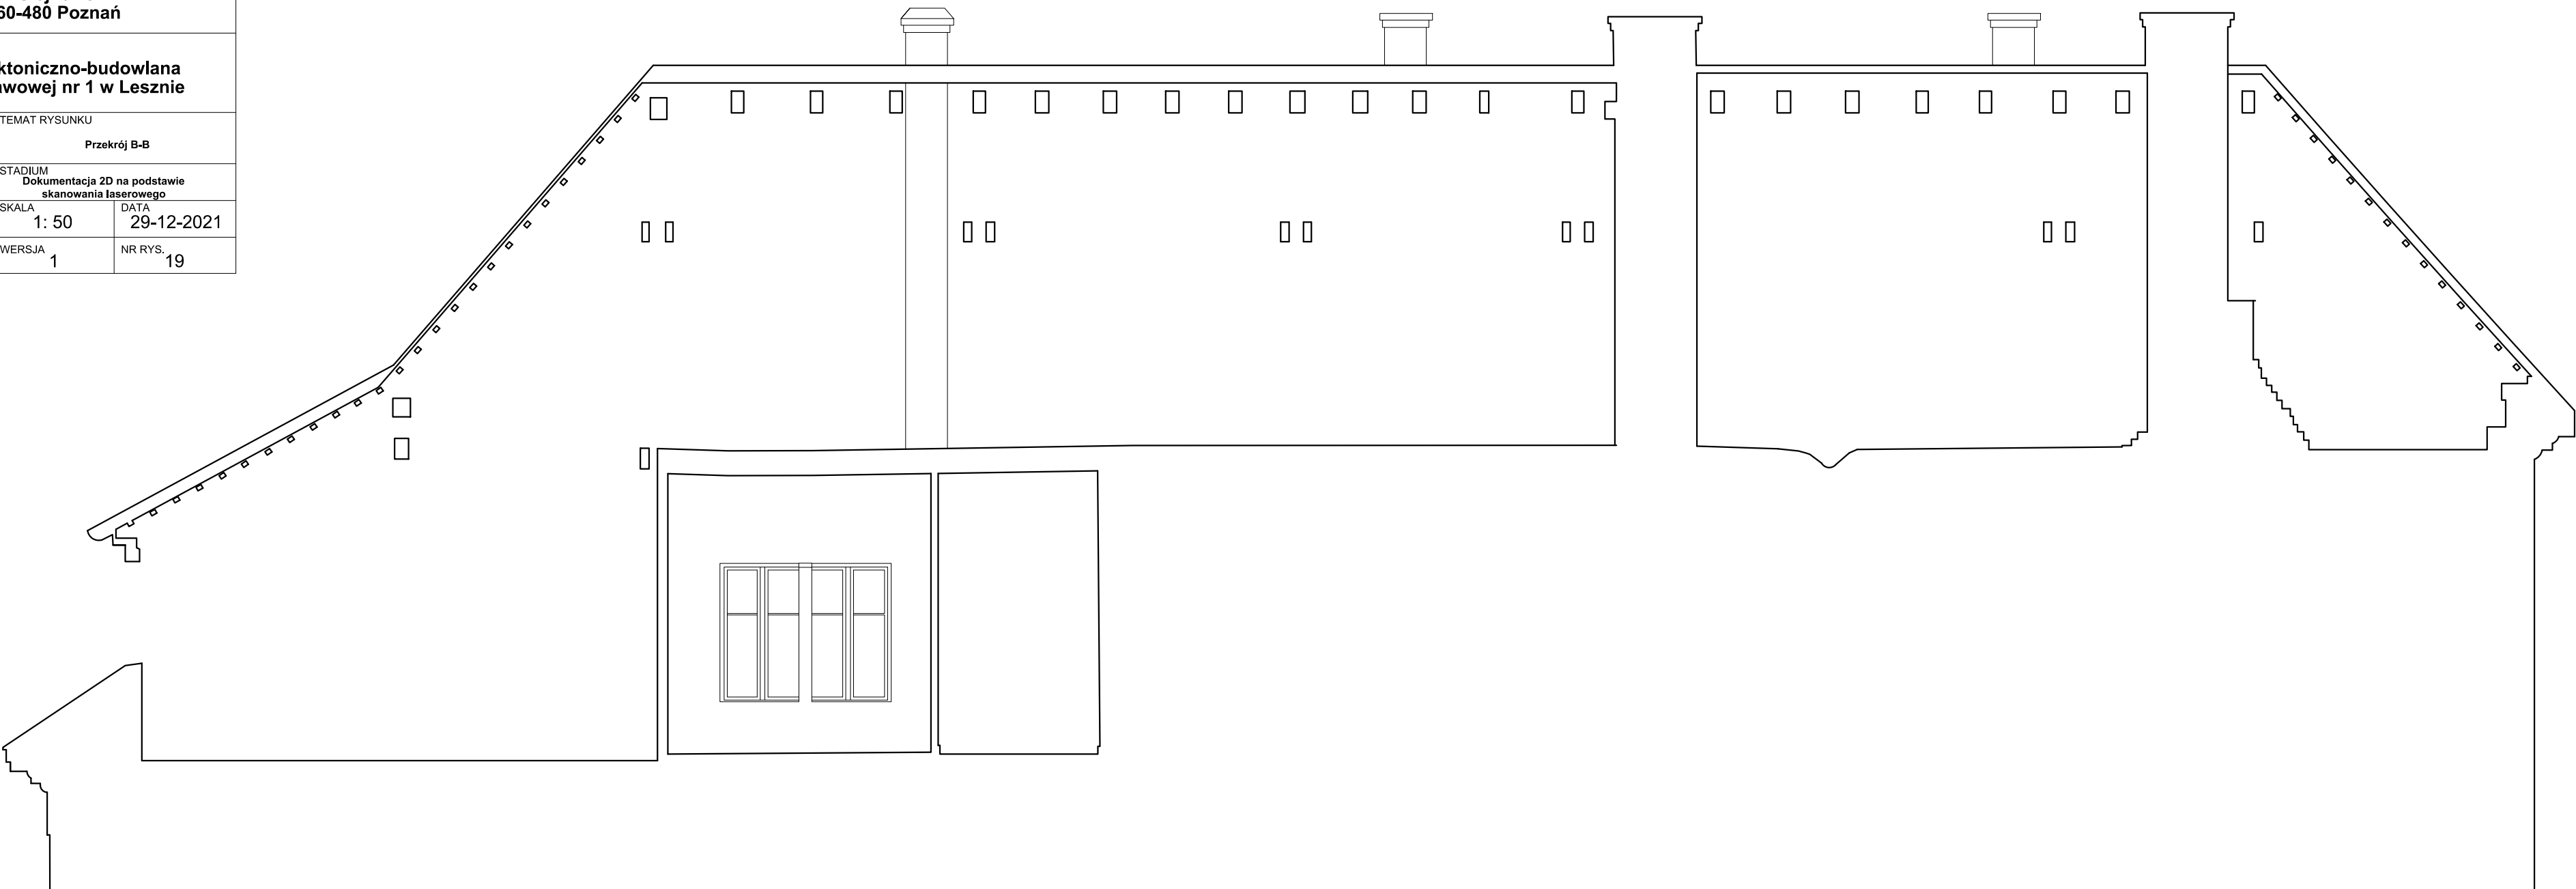 60-480 Poznań
ktoniczno-budowlana
awowej nr 1 w Lesznie
TEMAT RYSUNKU
Przekrój B-B
STADIUM
Dokumentacja 2D na podstawie
skanowania laserowego
SKALA
1: 50
DATA
29-12-2021
WERSJA
1
NR RYS.
19